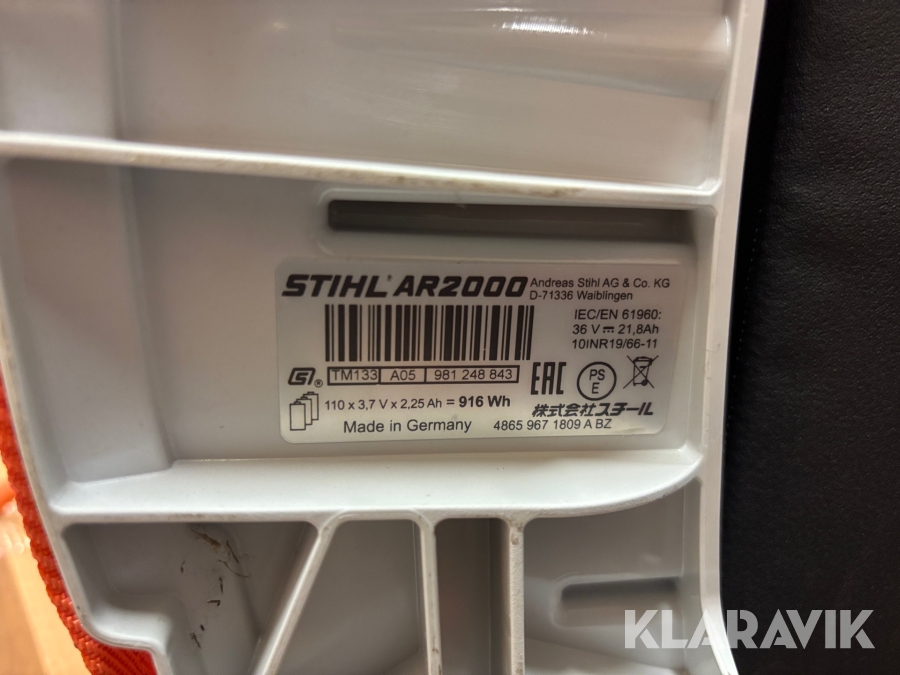 STIHL AR2000
Andreas Stihl AG & Co. KG
D-71336 Waiblingen
IEC/EN 61960:
36 V ⎓ 21,8Ah
10INR19/66-11
TM133 A05 981 248 843
EAC
PS
E
110 x 3,7 V x 2,25 Ah = 916 Wh
株式会社スチール
Made in Germany
4865 967 1809 A BZ
KLARAVIK